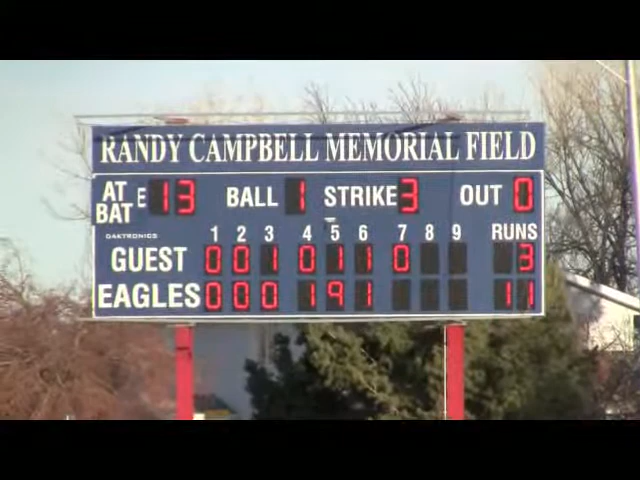 RANDY CAMPBELL MEMORIAL FIELD
AT BAT E 13 BALL 1 STRIKE 3 OUT 0
DAKTRONICS 1 2 3 4 5 6 7 8 9 RUNS
GUEST 0 0 1 0 1 1 0 3
EAGLES 0 0 0 1 9 1 11